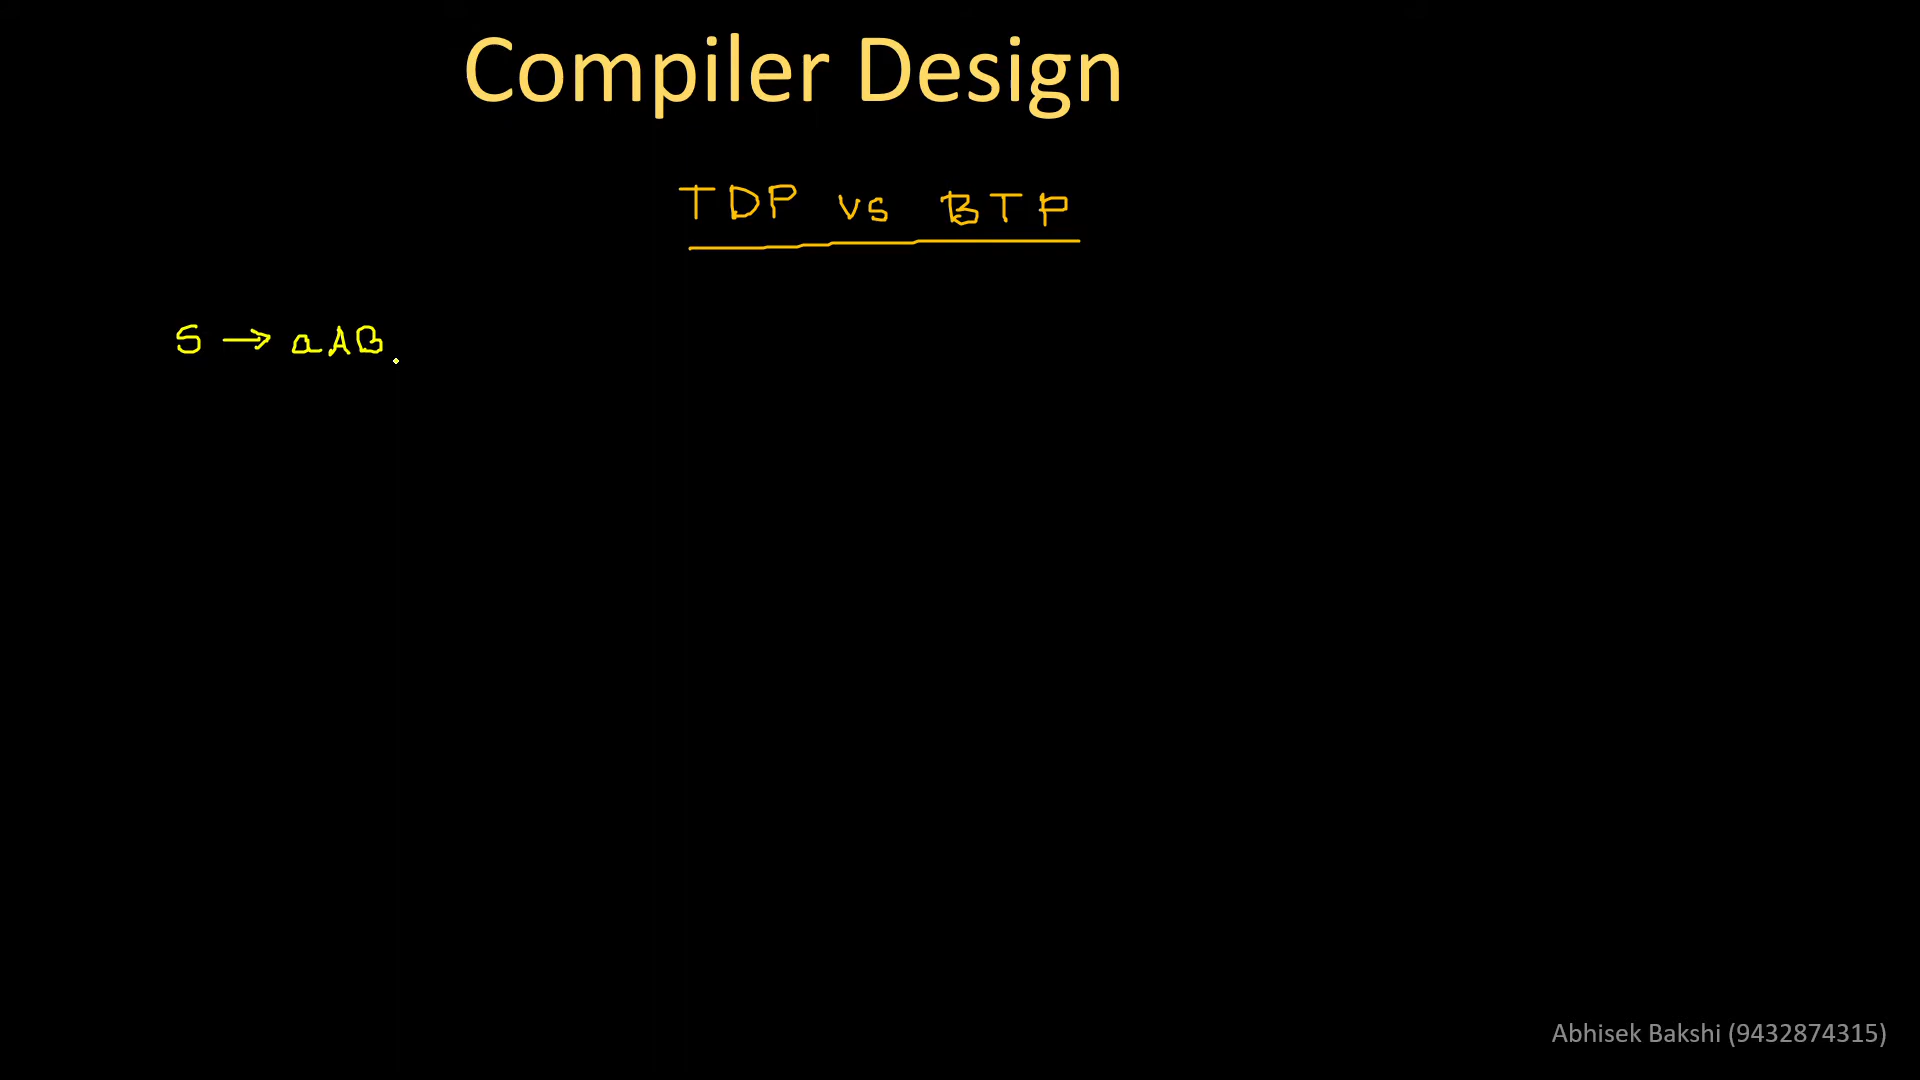 Compiler Design
TDP vs BTP
S → aAB
Abhisek Bakshi (9432874315)